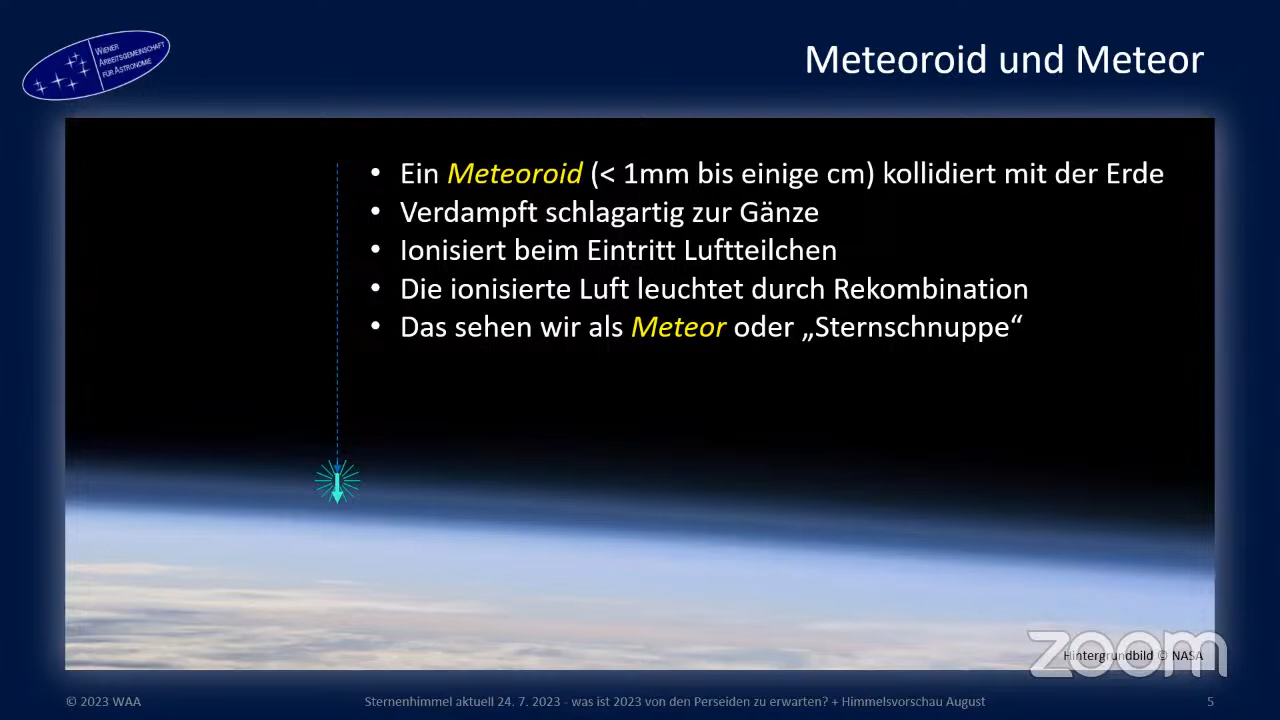 WIENER
ARBEITSGEMEINSCHAFT
FÜR ASTRONOMIE
Meteoroid und Meteor
• Ein Meteoroid (< 1mm bis einige cm) kollidiert mit der Erde
• Verdampft schlagartig zur Gänze
• Ionisiert beim Eintritt Luftteilchen
• Die ionisierte Luft leuchtet durch Rekombination
• Das sehen wir als Meteor oder „Sternschnuppe“
zoom
Hintergrundbild © NASA
© 2023 WAA
Sternenhimmel aktuell 24. 7. 2023 - was ist 2023 von den Perseiden zu erwarten? + Himmelsvorschau August
5